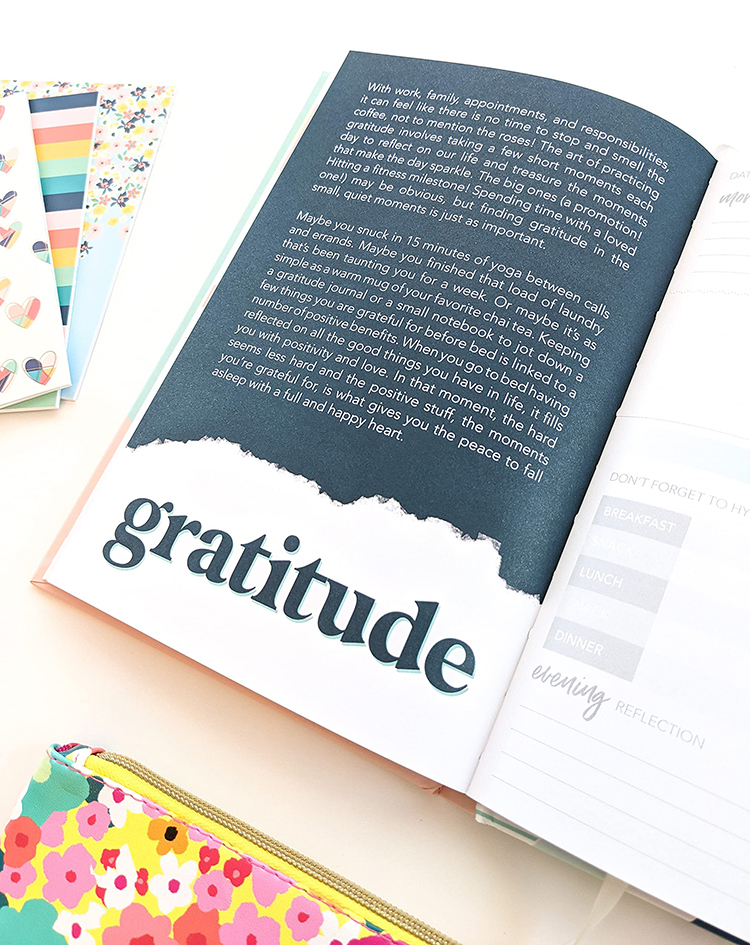 With work, family, appointments, and responsibilities,
it can feel like there is no time to stop and smell the
coffee, not to mention the roses! The art of practicing
gratitude involves taking a few short moments each
day to reflect on our life and treasure the moments
that make the day sparkle. The big ones (a promotion!
Hitting a fitness milestone! Spending time with a loved
one!) may be obvious, but finding gratitude in the
small, quiet moments is just as important.
Maybe you snuck in 15 minutes of yoga between calls
and errands. Maybe you finished that load of laundry
that's been taunting you for a week. Or maybe it's as
simple as a warm mug of your favorite chai tea. Keeping
a gratitude journal or a small notebook to jot down a
few things you are grateful for before bed is linked to a
number of positive benefits. When you go to bed having
reflected on all the good things you have in life, it fills
you with positivity and love. In that moment, the hard
seems less hard and the positive stuff, the moments
you're grateful for, is what gives you the peace to fall
asleep with a full and happy heart.
gratitude
DON'T FORGET TO HY
BREAKFAST
SNACK
LUNCH
DINNER
evening REFLECTION